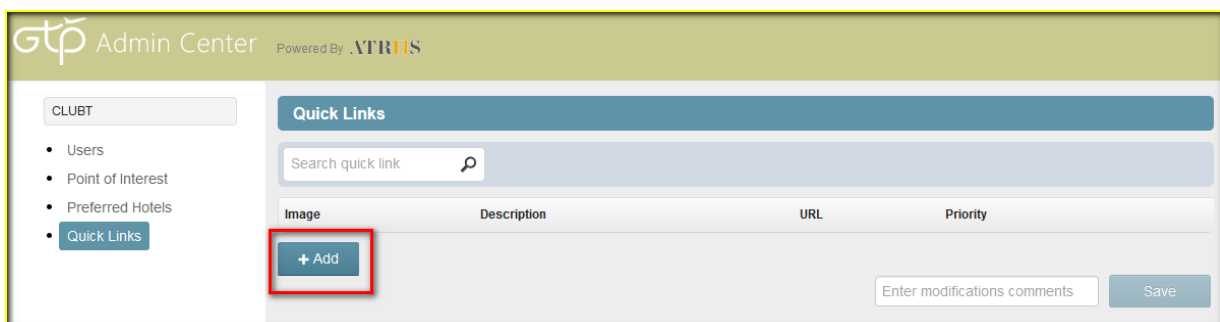 Gtp Admin Center Powered By ATRIIS
CLUBT
Users
Point of Interest
Preferred Hotels
Quick Links
Quick Links
Search quick link
Image Description URL Priority
+ Add
Enter modifications comments Save